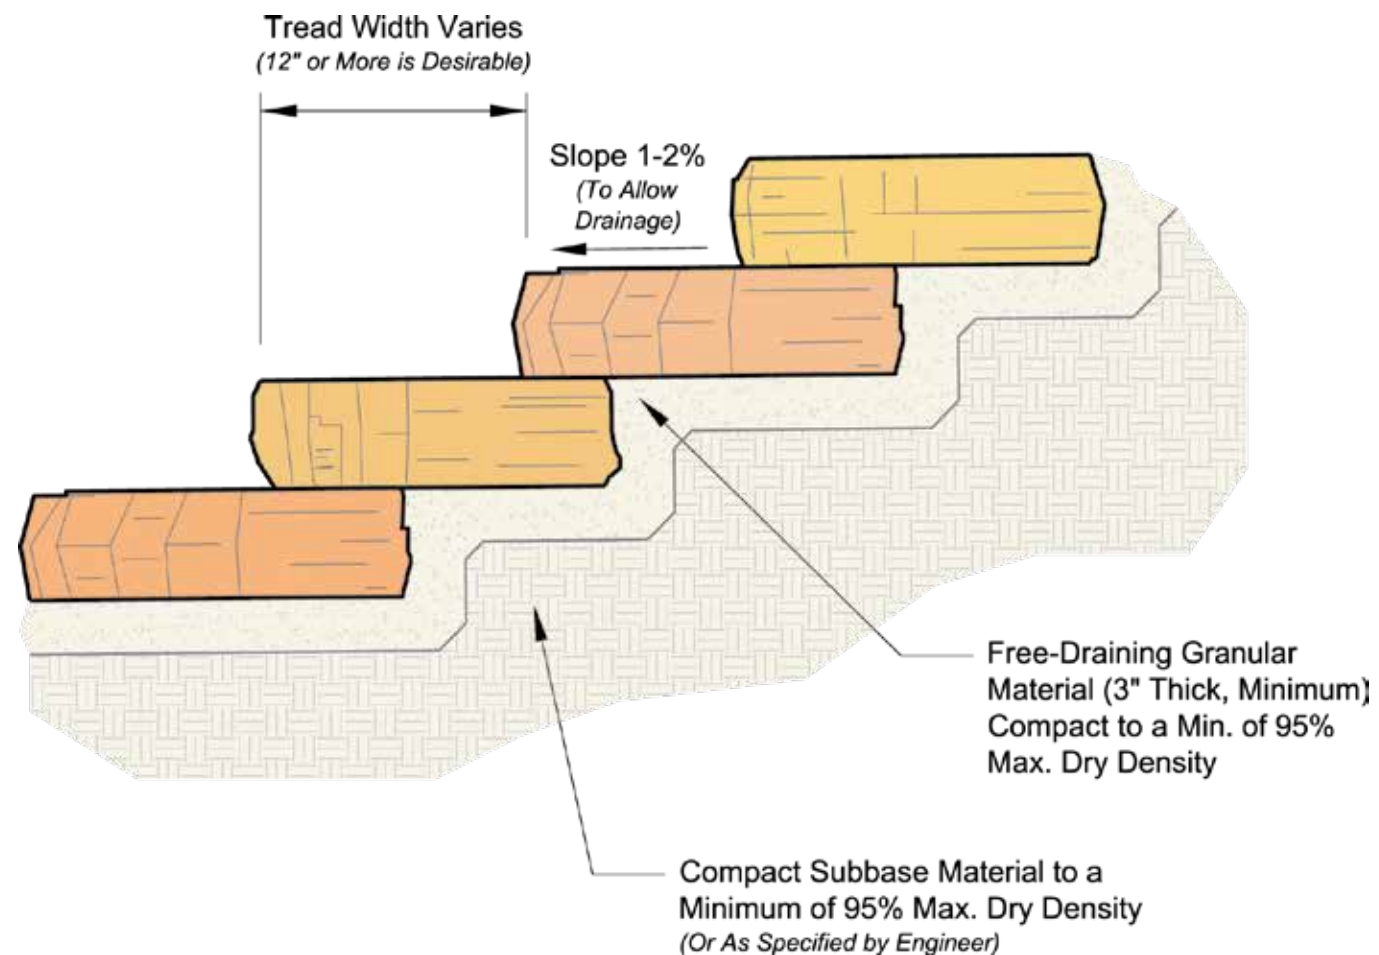 Tread Width Varies
(12" or More is Desirable)
Slope 1-2%
(To Allow
Drainage)
Free-Draining Granular
Material (3" Thick, Minimum)
Compact to a Min. of 95%
Max. Dry Density
Compact Subbase Material to a
Minimum of 95% Max. Dry Density
(Or As Specified by Engineer)